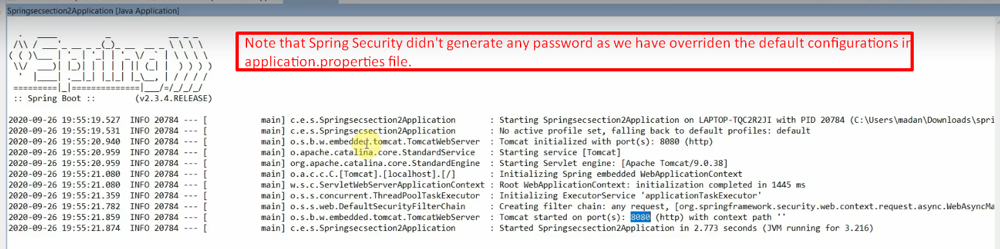 Springsecsection2Application [Java Application]
Note that Spring Security didn't generate any password as we have overriden the default configurations in
application.properties file.
:: Spring Boot ::        (v2.3.4.RELEASE)
2020-09-26 19:55:19.527  INFO 20784 --- [           main] c.e.s.Springsecsection2Application       : Starting Springsecsection2Application on LAPTOP-TQC2R2JI with PID 20784 (C:\Users\madan\Downloads\spri
2020-09-26 19:55:19.531  INFO 20784 --- [           main] c.e.s.Springsecsection2Application       : No active profile set, falling back to default profiles: default
2020-09-26 19:55:20.940  INFO 20784 --- [           main] o.s.b.w.embedded.tomcat.TomcatWebServer  : Tomcat initialized with port(s): 8080 (http)
2020-09-26 19:55:20.959  INFO 20784 --- [           main] o.apache.catalina.core.StandardService   : Starting service [Tomcat]
2020-09-26 19:55:20.959  INFO 20784 --- [           main] org.apache.catalina.core.StandardEngine  : Starting Servlet engine: [Apache Tomcat/9.0.38]
2020-09-26 19:55:21.080  INFO 20784 --- [           main] o.a.c.c.C.[Tomcat].[localhost].[/]       : Initializing Spring embedded WebApplicationContext
2020-09-26 19:55:21.080  INFO 20784 --- [           main] w.s.c.ServletWebServerApplicationContext : Root WebApplicationContext: initialization completed in 1445 ms
2020-09-26 19:55:21.359  INFO 20784 --- [           main] o.s.s.concurrent.ThreadPoolTaskExecutor  : Initializing ExecutorService 'applicationTaskExecutor'
2020-09-26 19:55:21.782  INFO 20784 --- [           main] o.s.s.web.DefaultSecurityFilterChain     : Creating filter chain: any request, [org.springframework.security.web.context.request.async.WebAsyncMa
2020-09-26 19:55:21.859  INFO 20784 --- [           main] o.s.b.w.embedded.tomcat.TomcatWebServer  : Tomcat started on port(s): 8080 (http) with context path ''
2020-09-26 19:55:21.874  INFO 20784 --- [           main] c.e.s.Springsecsection2Application       : Started Springsecsection2Application in 2.773 seconds (JVM running for 3.216)